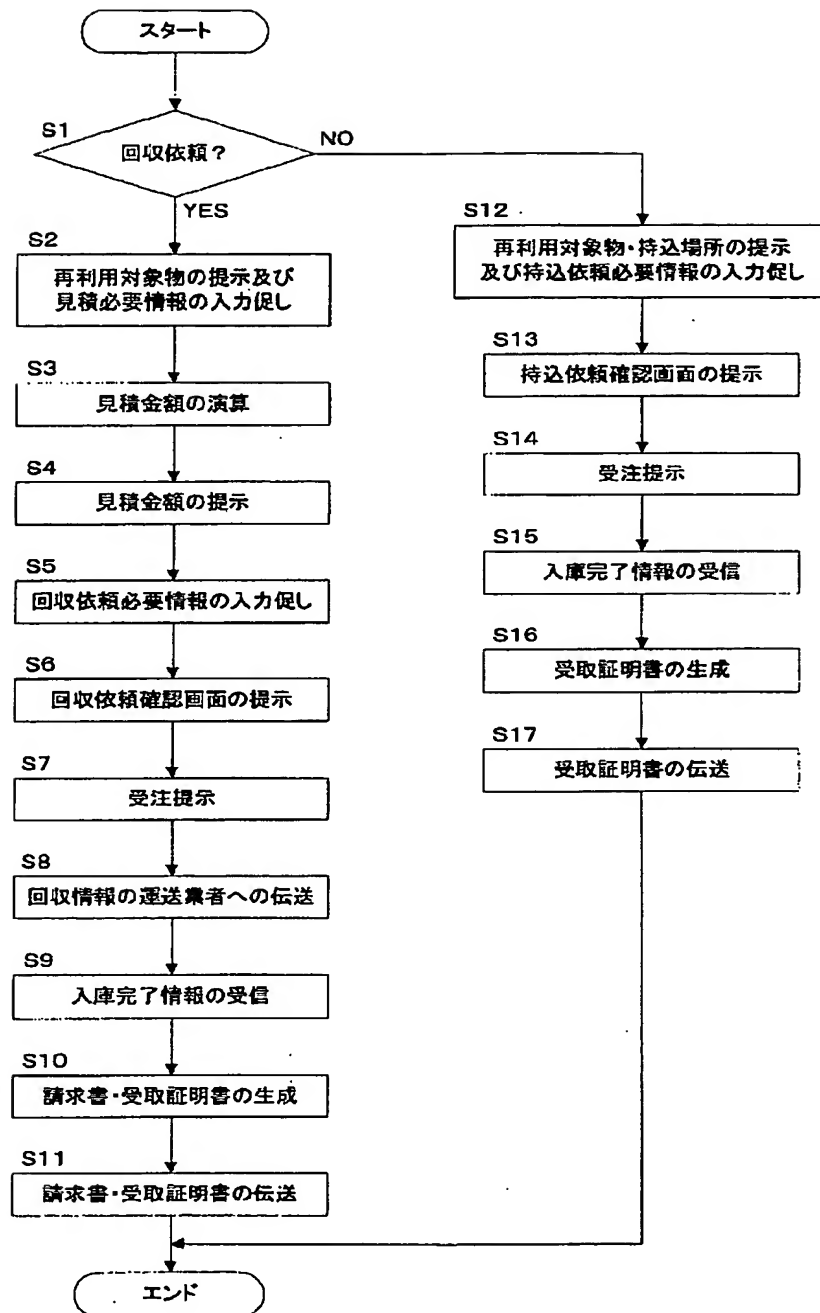 スタート
S1
回収依頼?
NO
YES
S2
再利用対象物の提示及び
見積必要情報の入力促し
S3
見積金額の演算
S4
見積金額の提示
S5
回収依頼必要情報の入力促し
S6
回収依頼確認画面の提示
S7
受注提示
S8
回収情報の運送業者への伝送
S9
入庫完了情報の受信
S10
請求書・受取証明書の生成
S11
請求書・受取証明書の伝送
S12
再利用対象物・持込場所の提示
及び持込依頼必要情報の入力促し
S13
持込依頼確認画面の提示
S14
受注提示
S15
入庫完了情報の受信
S16
受取証明書の生成
S17
受取証明書の伝送
エンド